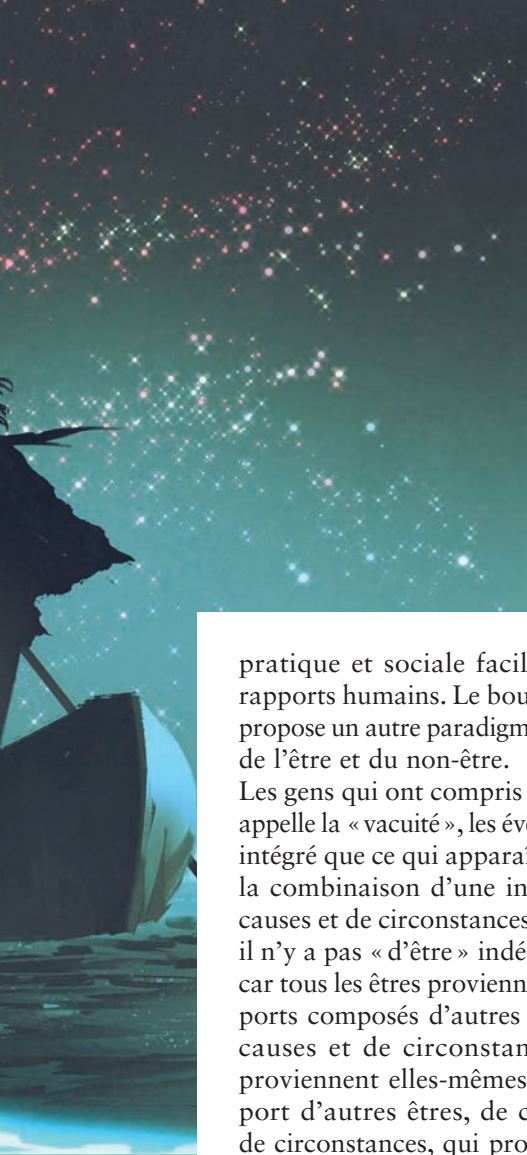 pratique et sociale facil
rapports humains. Le bou
propose un autre paradigm
de l’être et du non-être.
Les gens qui ont compris
appelle la « vacuité », les éve
intégré que ce qui apparaî
la combinaison d’une in
causes et de circonstances
il n’y a pas « d’être » indé
car tous les êtres provienn
ports composés d’autres
causes et de circonstan
proviennent elles-mêmes
port d’autres êtres, de c
de circonstances, qui pro